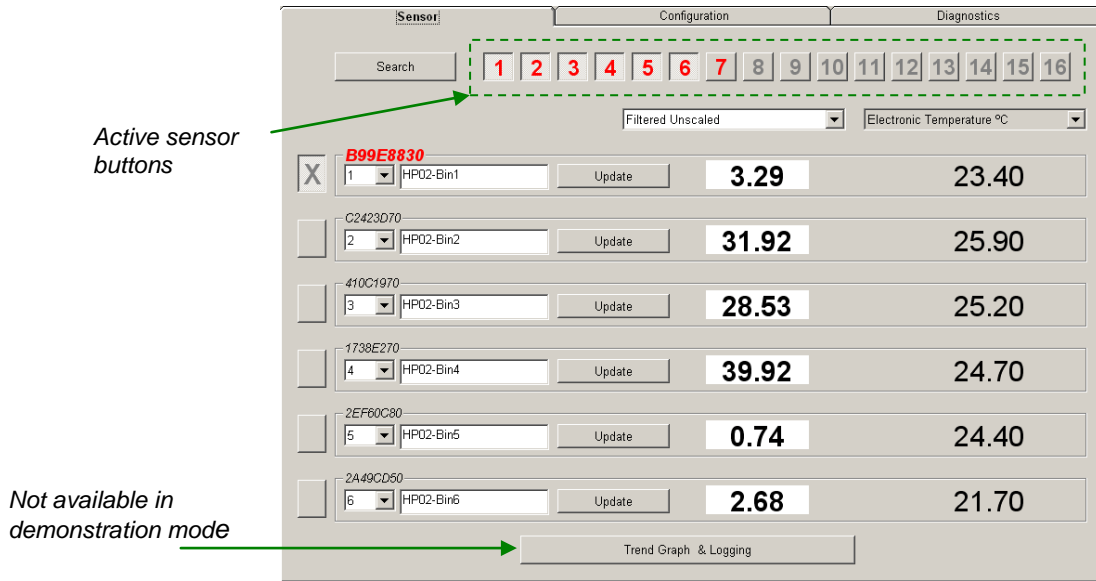 Sensor Configuration Diagnostics
Search 1 2 3 4 5 6 7 8 9 10 11 12 13 14 15 16
Active sensor
buttons
Filtered Unscaled Electronic Temperature ºC
B99E8830
X 1 HP02-Bin1 Update 3.29 23.40
C2423D70
2 HP02-Bin2 Update 31.92 25.90
410C1970
3 HP02-Bin3 Update 28.53 25.20
1738E270
4 HP02-Bin4 Update 39.92 24.70
2EF60C80
5 HP02-Bin5 Update 0.74 24.40
2A49CD50
6 HP02-Bin6 Update 2.68 21.70
Not available in
demonstration mode
Trend Graph & Logging